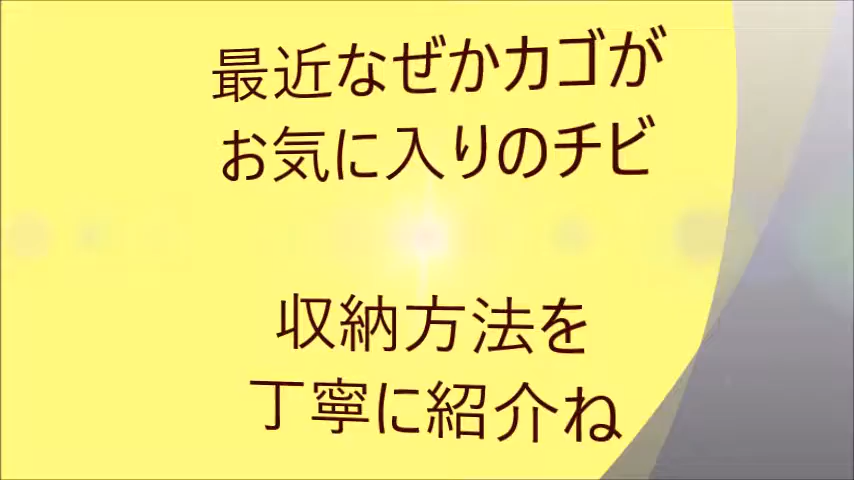 最近なぜかカゴが
お気に入りのチビ
収納方法を
丁寧に紹介ね